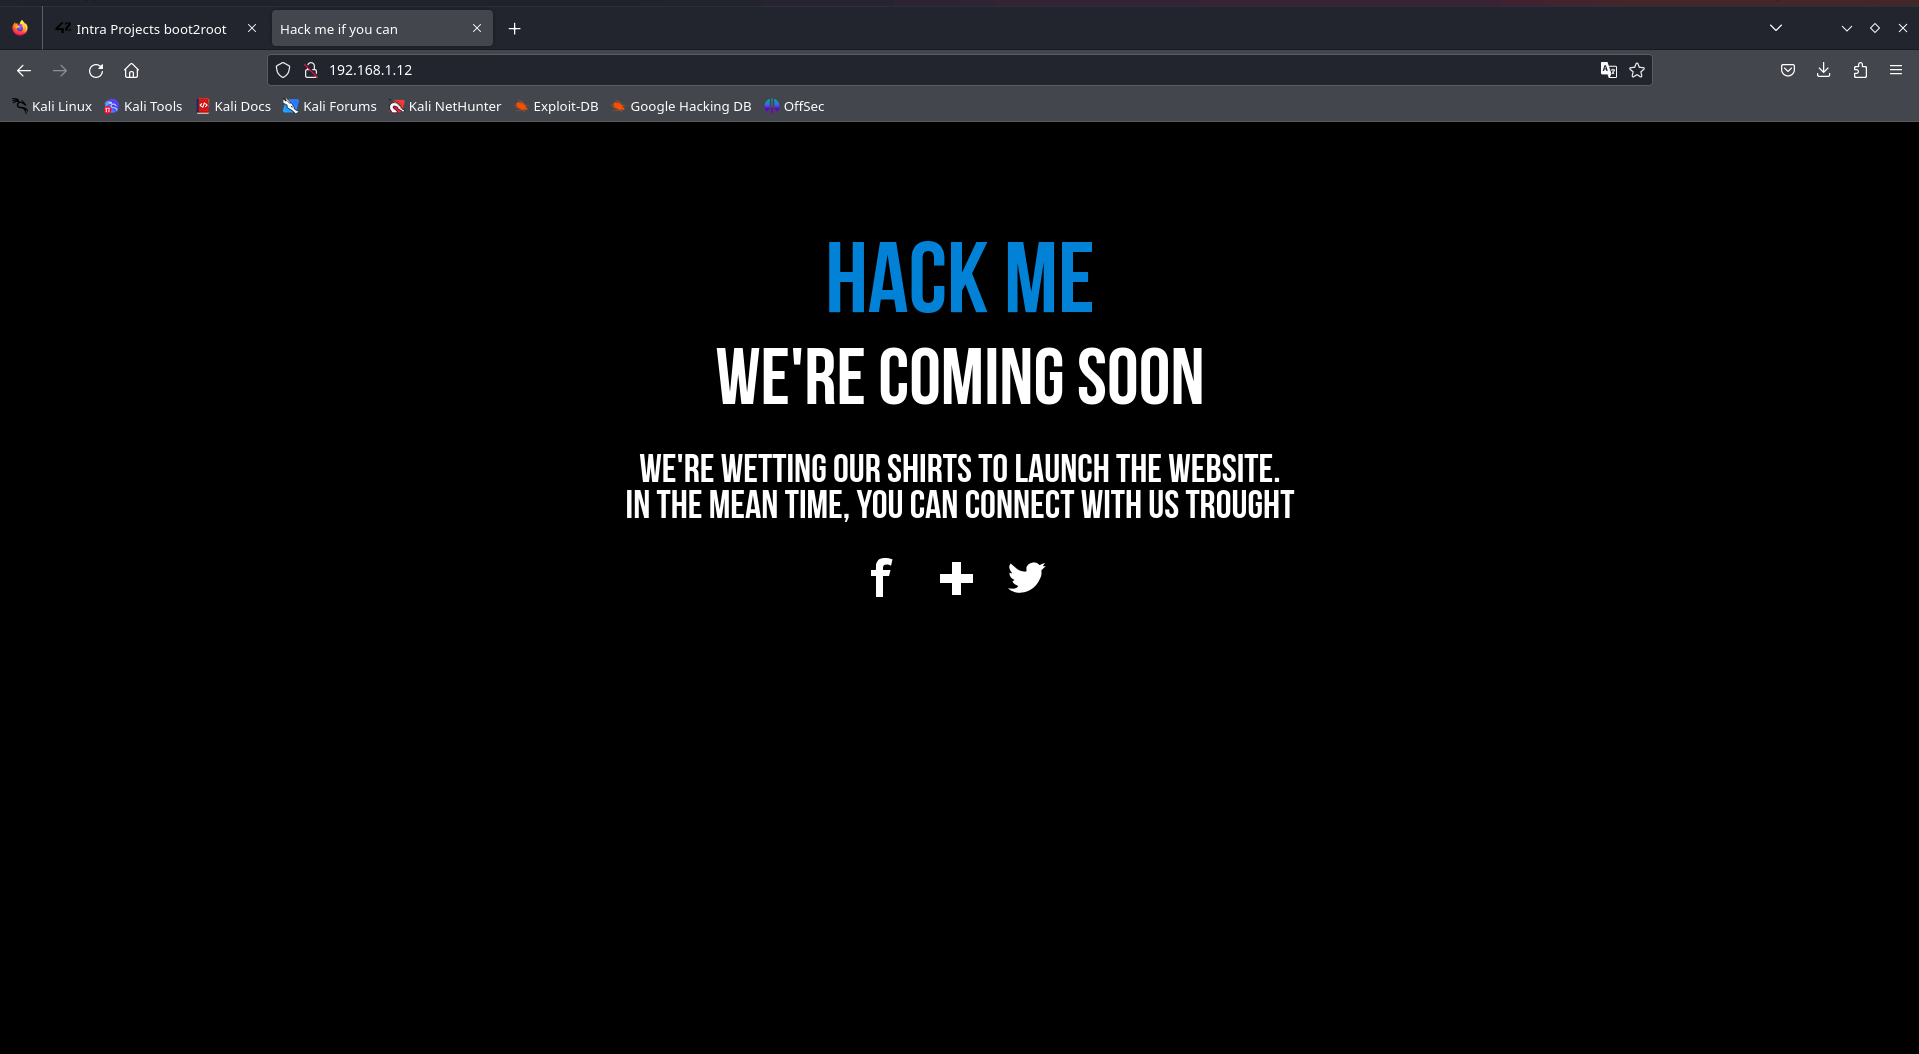 Intra Projects boot2root
Hack me if you can
192.168.1.12
Kali Linux Kali Tools Kali Docs Kali Forums Kali NetHunter Exploit-DB Google Hacking DB OffSec
HACK ME
WE'RE COMING SOON
WE'RE WETTING OUR SHIRTS TO LAUNCH THE WEBSITE.
IN THE MEAN TIME, YOU CAN CONNECT WITH US TROUGHT